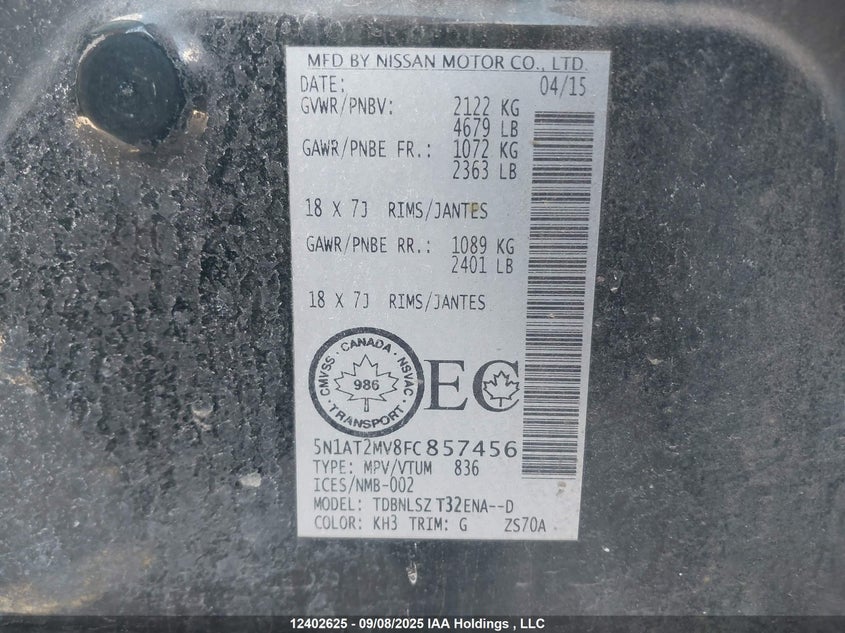 MFD BY NISSAN MOTOR CO., LTD.
DATE: 04/15
GVWR/PNBV: 2122 KG
4679 LB
GAWR/PNBE FR.: 1072 KG
2363 LB
18 X 7J RIMS/JANTES
GAWR/PNBE RR.: 1089 KG
2401 LB
18 X 7J RIMS/JANTES
CMVSS · CANADA · NSVAC
986
· TRANSPORT ·
EC
5N1AT2MV8FC857456
TYPE: MPV/VTUM 836
ICES/NMB-002
MODEL: TDBNLSZ T32ENA--D
COLOR: KH3 TRIM: G ZS70A
12402625 - 09/08/2025 IAA Holdings , LLC